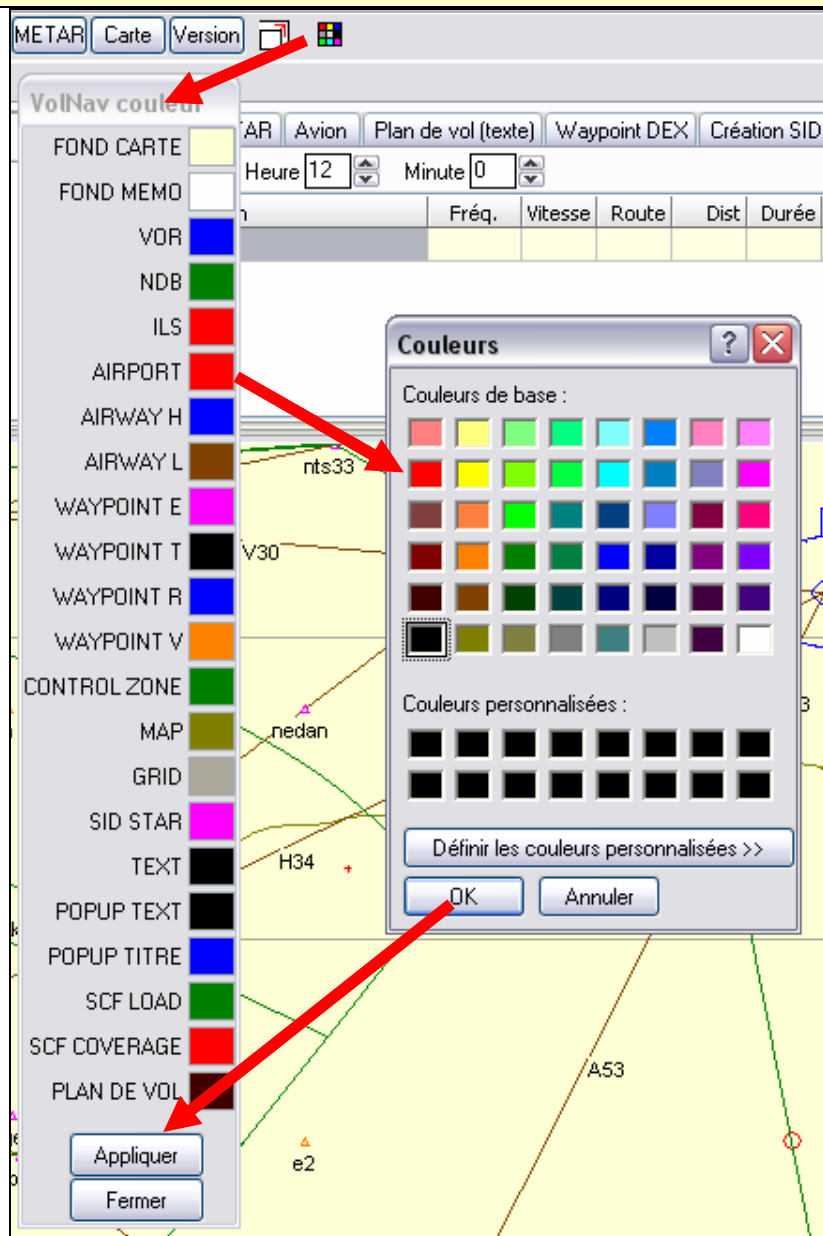 METAR Carte Version
VolNav couleur
AR Avion Plan de vol (texte) Waypoint DEX Création SID
Heure 12 Minute 0
Fréq. Vitesse Route Dist Durée
FOND CARTE
FOND MEMO
VOR
NDB
ILS
AIRPORT
AIRWAY H
AIRWAY L
WAYPOINT E
WAYPOINT T
WAYPOINT R
WAYPOINT V
CONTROL ZONE
MAP
GRID
SID STAR
TEXT
POPUP TEXT
POPUP TITRE
SCF LOAD
SCF COVERAGE
PLAN DE VOL
Appliquer
Fermer
Couleurs
?
Couleurs de base :
Couleurs personnalisées :
Définir les couleurs personnalisées >>
OK Annuler
nts33
V30
nedan
3
H34
A53
e2